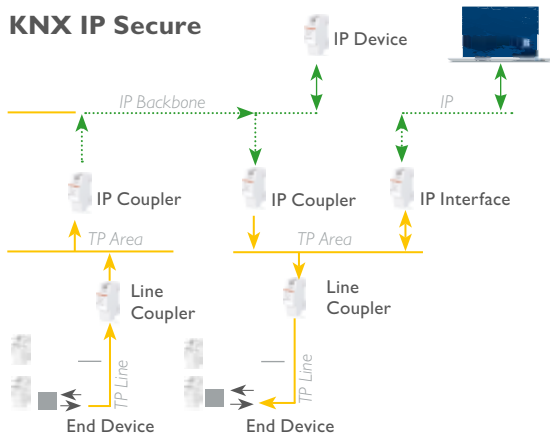 KNX IP Secure
IP Device
IP Backbone
IP
IP Coupler
IP Coupler
IP Interface
TP Area
TP Area
Line
Coupler
Line
Coupler
TP Line
TP Line
End Device
End Device